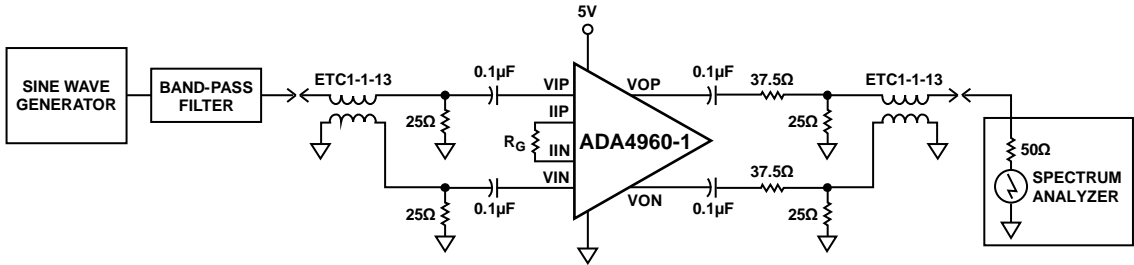 5V
SINE WAVE
GENERATOR
BAND-PASS
FILTER
ETC1-1-13
0.1µF
VIP
IIP
IIN
VIN
RG
25Ω
25Ω
0.1µF
ADA4960-1
VOP
VON
0.1µF
37.5Ω
25Ω
0.1µF
37.5Ω
25Ω
ETC1-1-13
50Ω
SPECTRUM
ANALYZER